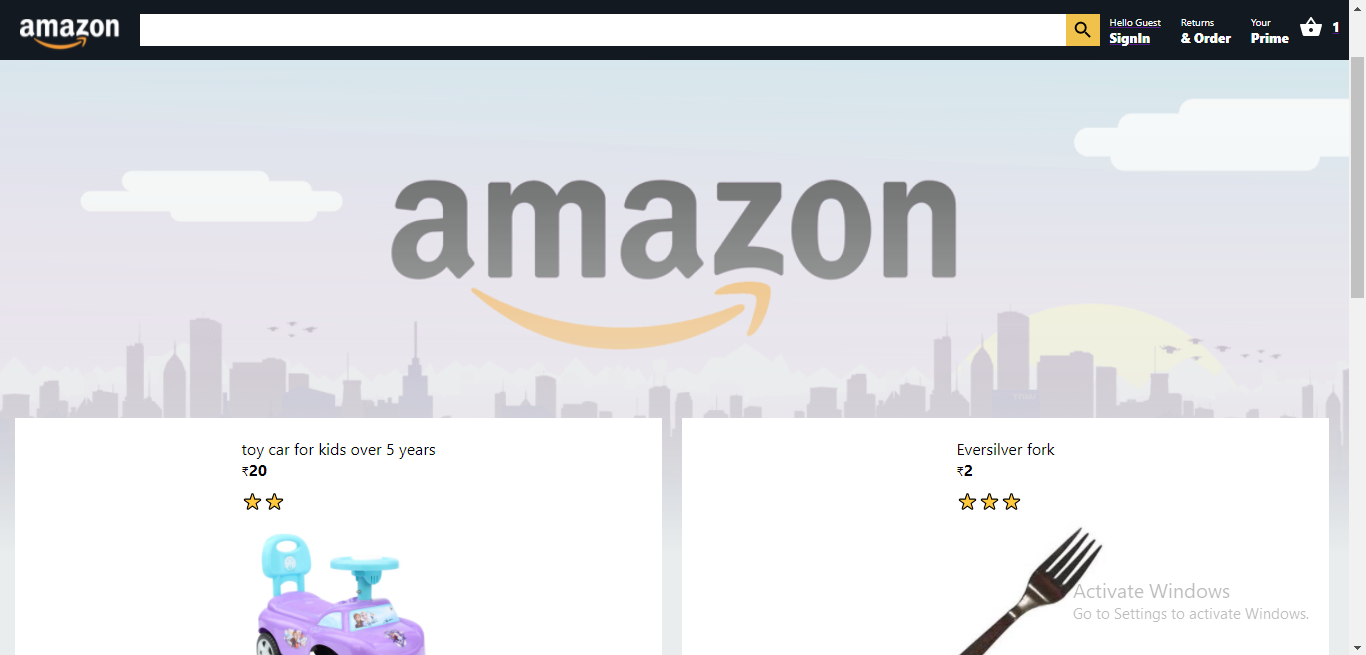 amazon
Hello Guest
SignIn
Returns
& Order
Your
Prime
1
amazon
toy car for kids over 5 years
₹20
Eversilver fork
₹2
Activate Windows
Go to Settings to activate Windows.